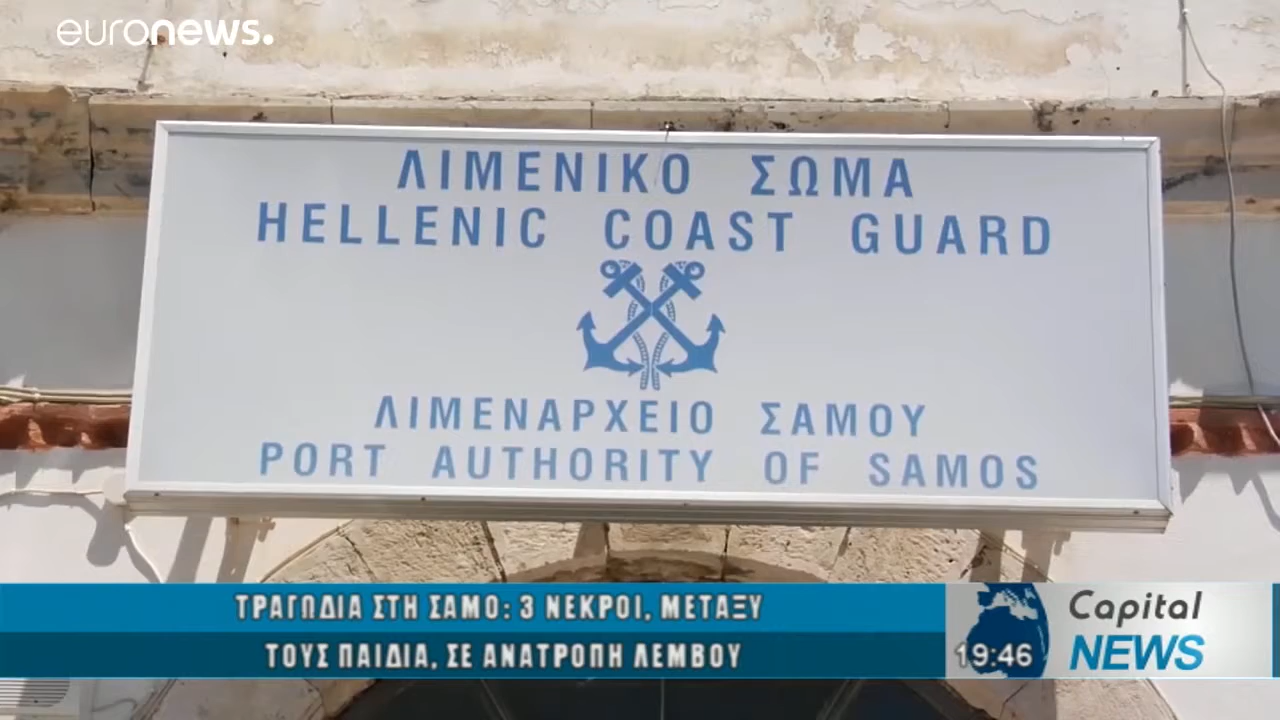 euronews.
ΛΙΜΕΝΙΚΟ ΣΩΜΑ
HELLENIC COAST GUARD
ΛΙΜΕΝΑΡΧΕΙΟ ΣΑΜΟΥ
PORT AUTHORITY OF SAMOS
ΤΡΑΓΩΔΙΑ ΣΤΗ ΣΑΜΟ: 3 ΝΕΚΡΟΙ, ΜΕΤΑΞΥ
ΤΟΥΣ ΠΑΙΔΙΑ, ΣΕ ΑΝΑΤΡΟΠΗ ΛΕΜΒΟΥ
Capital
NEWS
19:46